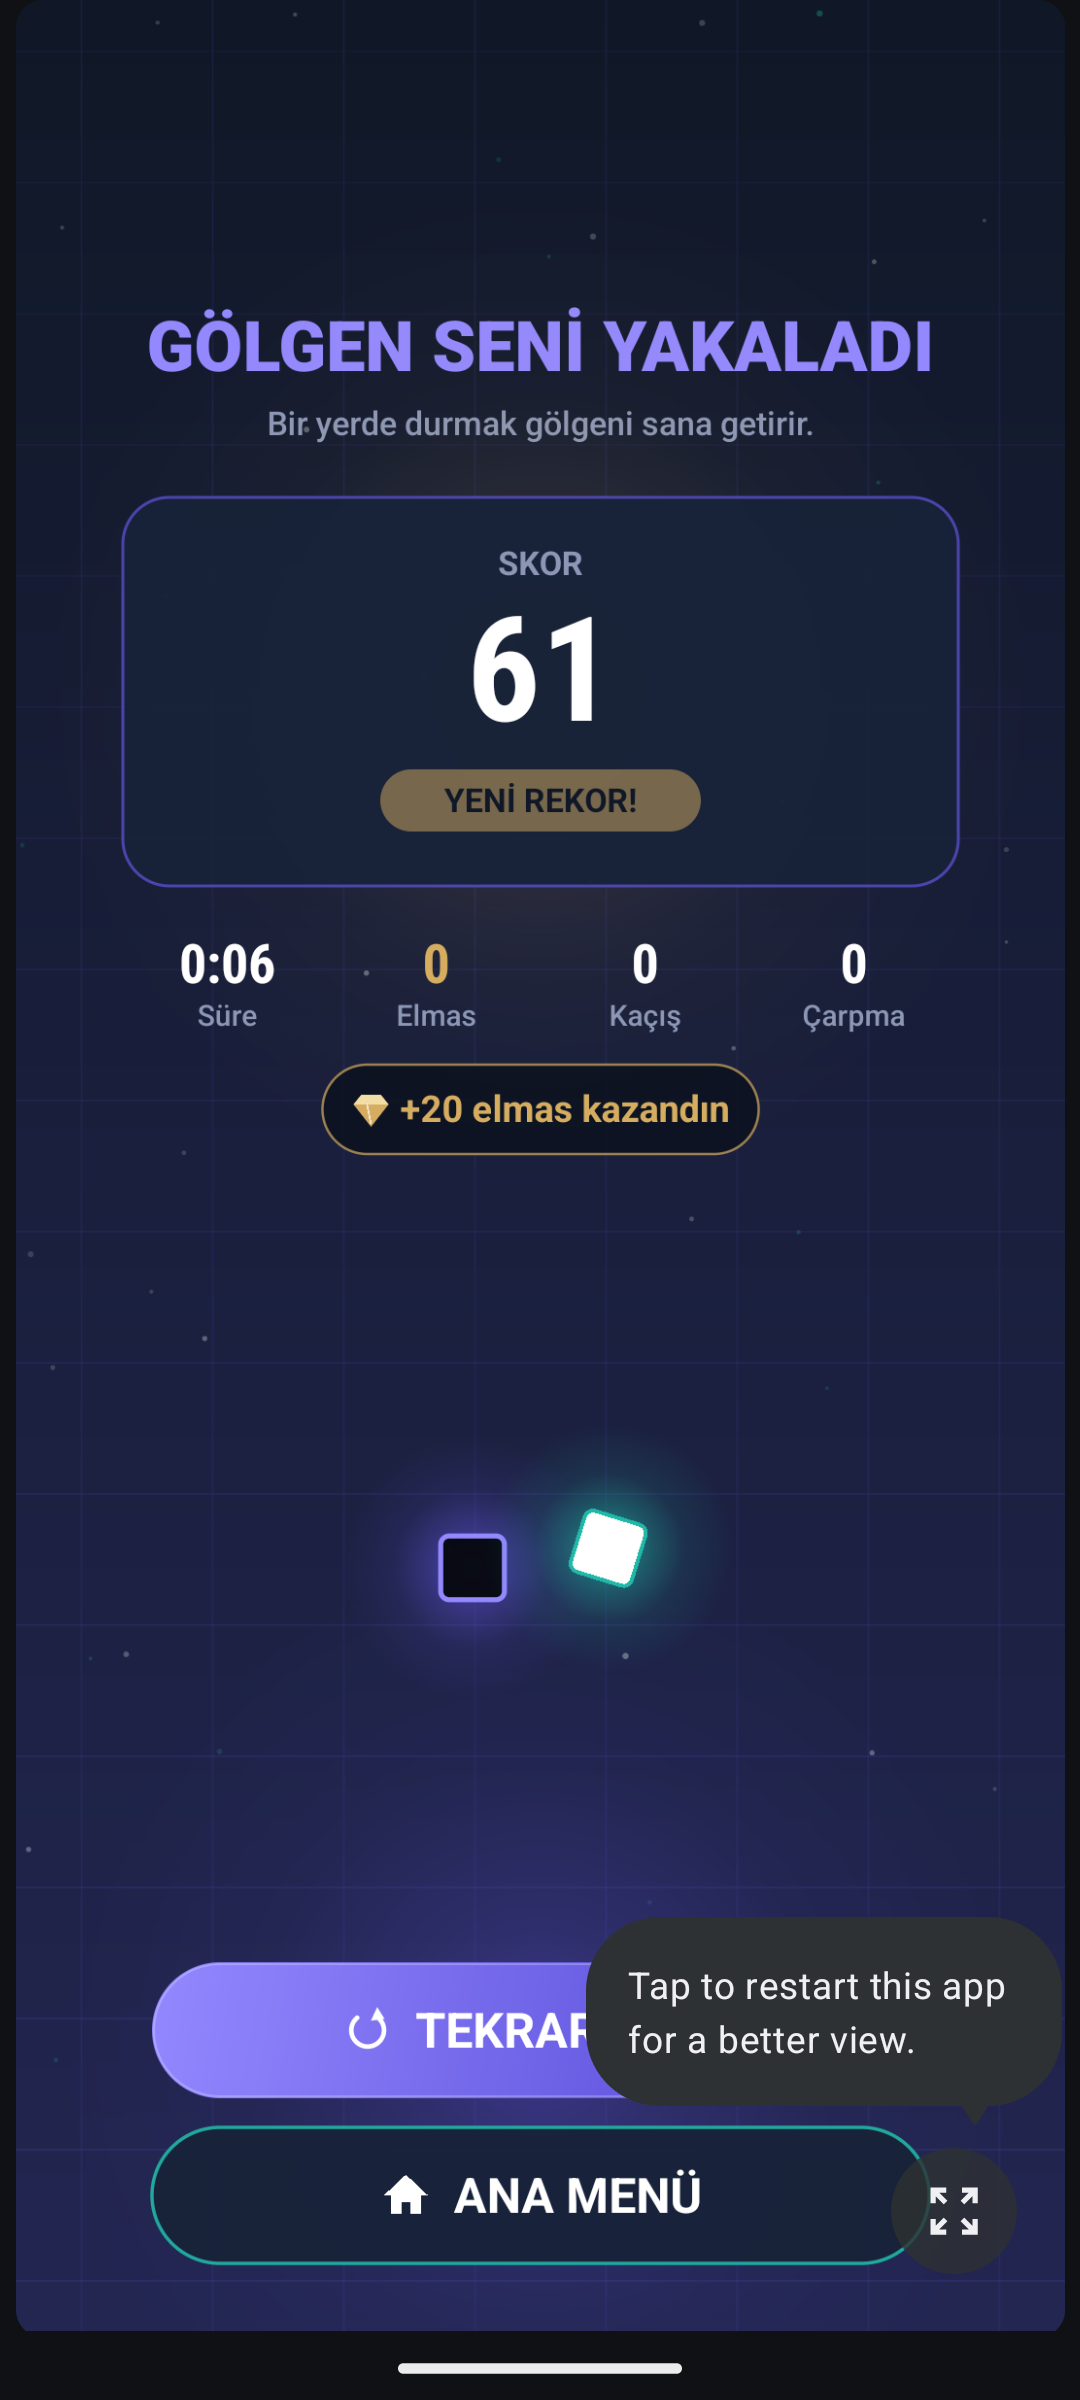 GÖLGEN SENİ YAKALADI
Bir yerde durmak gölgeni sana getirir.
SKOR
61
YENİ REKOR!
0:06
Süre
0
Elmas
0
Kaçış
0
Çarpma
+20 elmas kazandın
TEKRAR
Tap to restart this app
for a better view.
ANA MENÜ